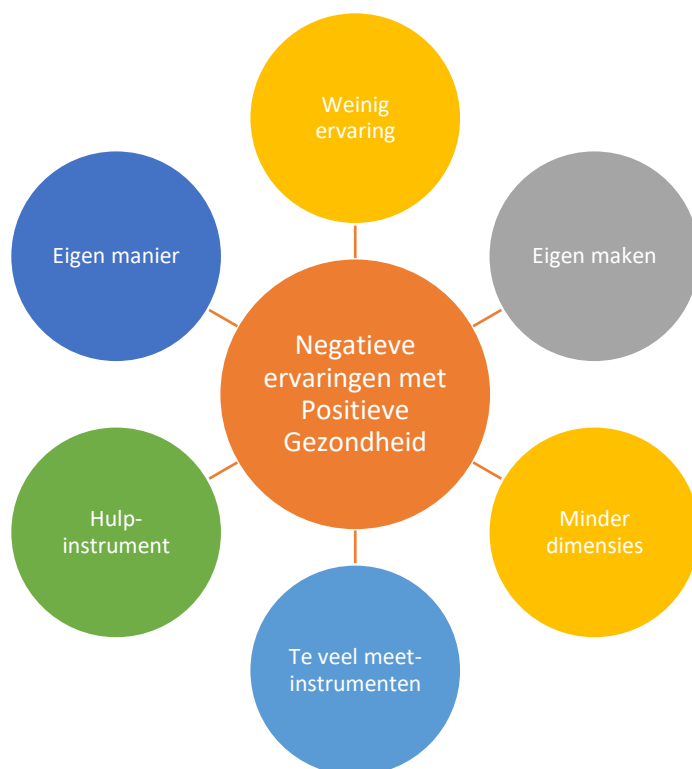 Weinig
ervaring
Eigen manier
Eigen maken
Negatieve
ervaringen met
Positieve
Gezondheid
Hulp-
instrument
Minder
dimensies
Te veel meet-
instrumenten